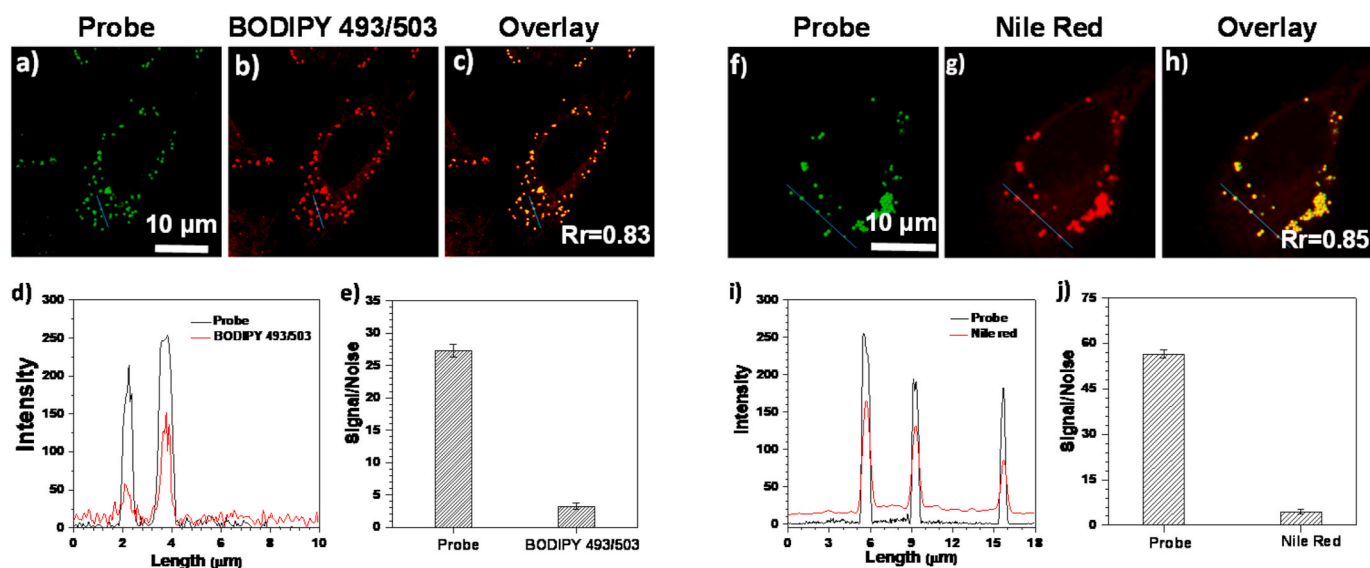 Probe BODIPY 493/503 Overlay
a) b) c)
10 µm
Rr=0.83
Probe Nile Red Overlay
f) g) h)
10 µm
Rr=0.85
d)
Intensity
300
250
200
150
100
50
0
Probe
BODIPY 493/503
0 2 4 6 8 10
Length (µm)
e)
Signal/Noise
35
30
25
20
15
10
5
0
Probe BODIPY 493/503
i)
Intensity
300
250
200
150
100
50
0
Probe
Nile red
0 3 6 9 12 15 18
Length (µm)
j)
Signal/Noise
75
60
45
30
15
0
Probe Nile Red